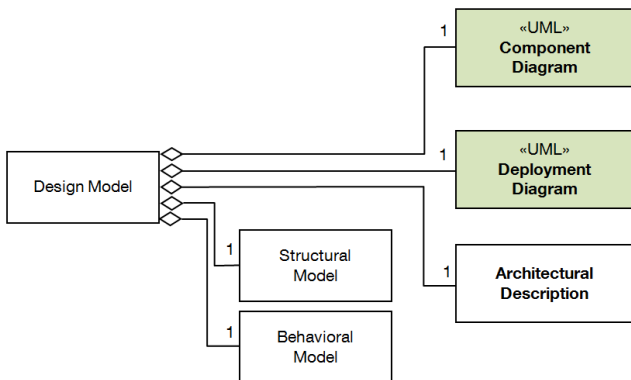 1
«UML»
Component
Diagram
1
«UML»
Deployment
Diagram
Design Model
1
Architectural
Description
1
Structural
Model
1
Behavioral
Model